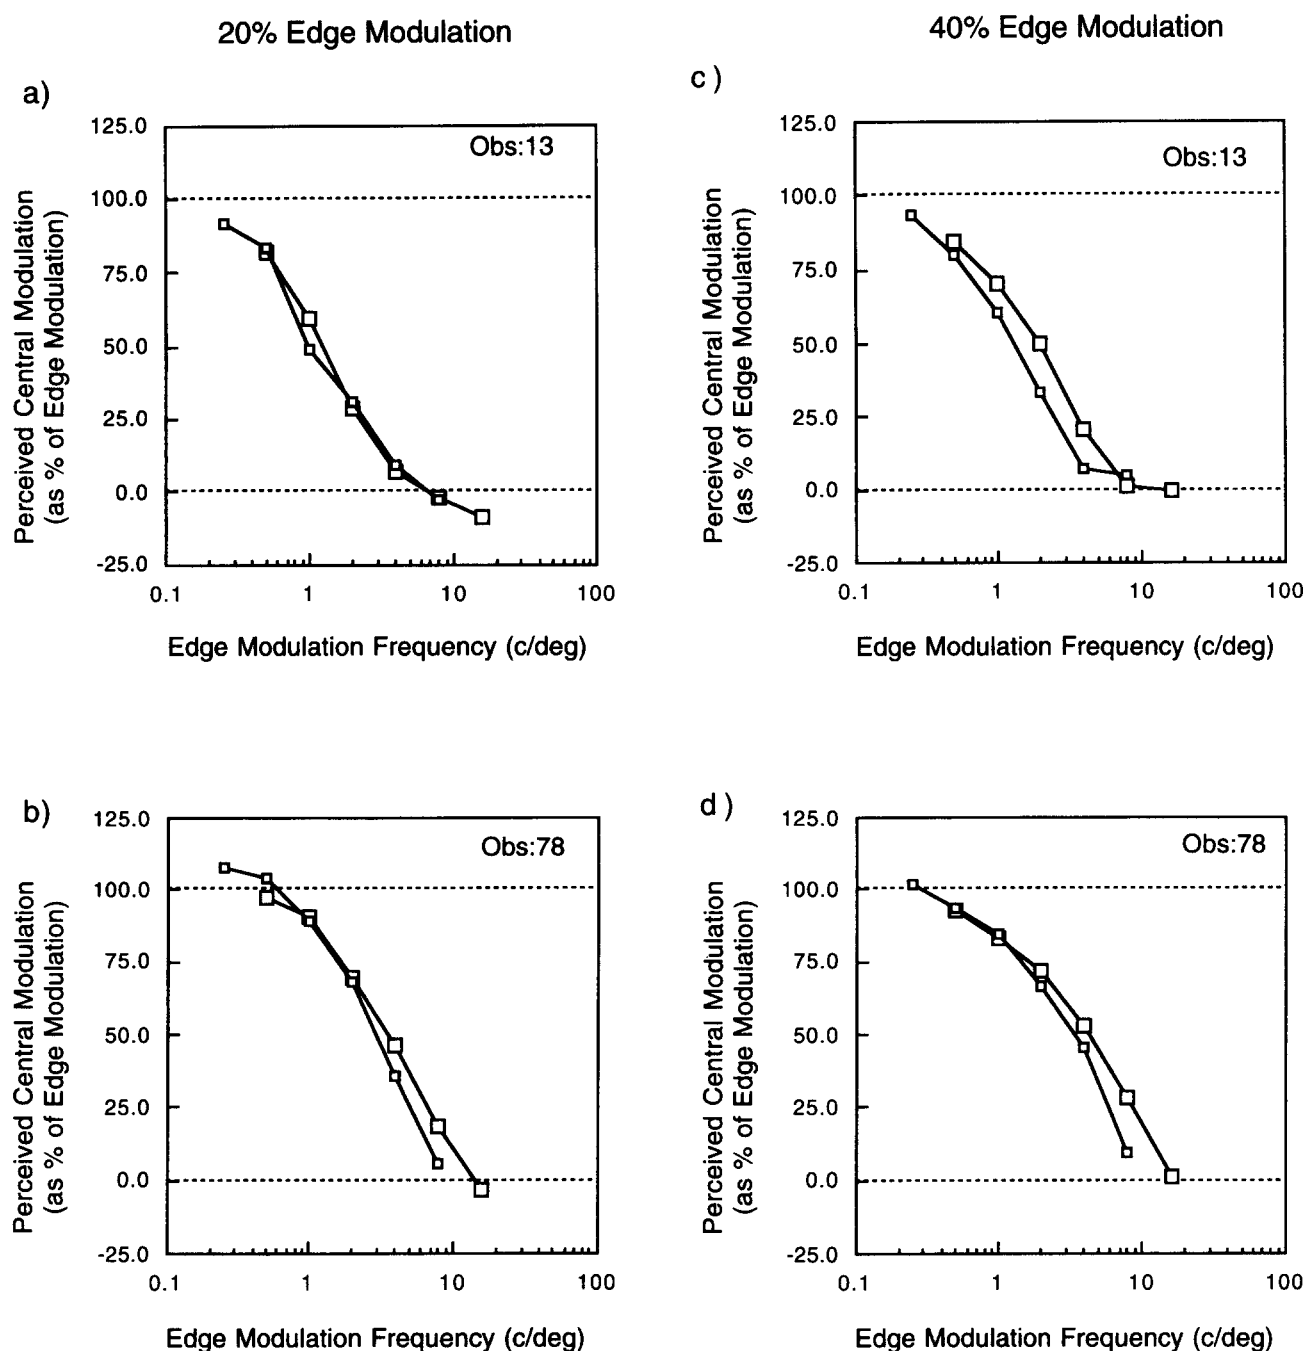 20% Edge Modulation
40% Edge Modulation
a)
125.0
100.0
75.0
50.0
25.0
0.0
-25.0
Obs:13
0.1 1 10 100
Perceived Central Modulation
(as % of Edge Modulation)
Edge Modulation Frequency (c/deg)
c)
125.0
100.0
75.0
50.0
25.0
0.0
-25.0
Obs:13
0.1 1 10 100
Perceived Central Modulation
(as % of Edge Modulation)
Edge Modulation Frequency (c/deg)
b)
125.0
100.0
75.0
50.0
25.0
0.0
-25.0
Obs:78
0.1 1 10 100
Perceived Central Modulation
(as % of Edge Modulation)
Edge Modulation Frequency (c/deg)
d)
125.0
100.0
75.0
50.0
25.0
0.0
-25.0
Obs:78
0.1 1 10 100
Perceived Central Modulation
(as % of Edge Modulation)
Edge Modulation Frequency (c/deg)